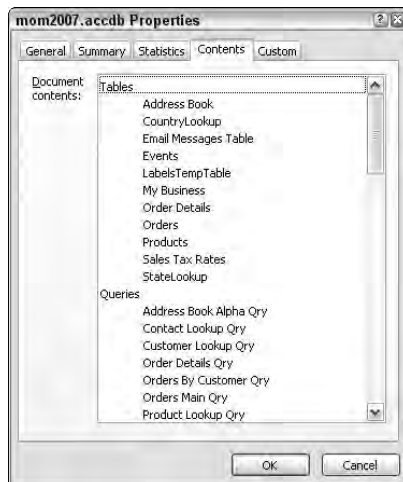 mom2007.accdb Properties
General Summary Statistics Contents Custom
Document contents:
Tables
Address Book
CountryLookup
Email Messages Table
Events
LabelsTempTable
My Business
Order Details
Orders
Products
Sales Tax Rates
StateLookup
Queries
Address Book Alpha Qry
Contact Lookup Qry
Customer Lookup Qry
Order Details Qry
Orders By Customer Qry
Orders Main Qry
Product Lookup Qry
OK Cancel